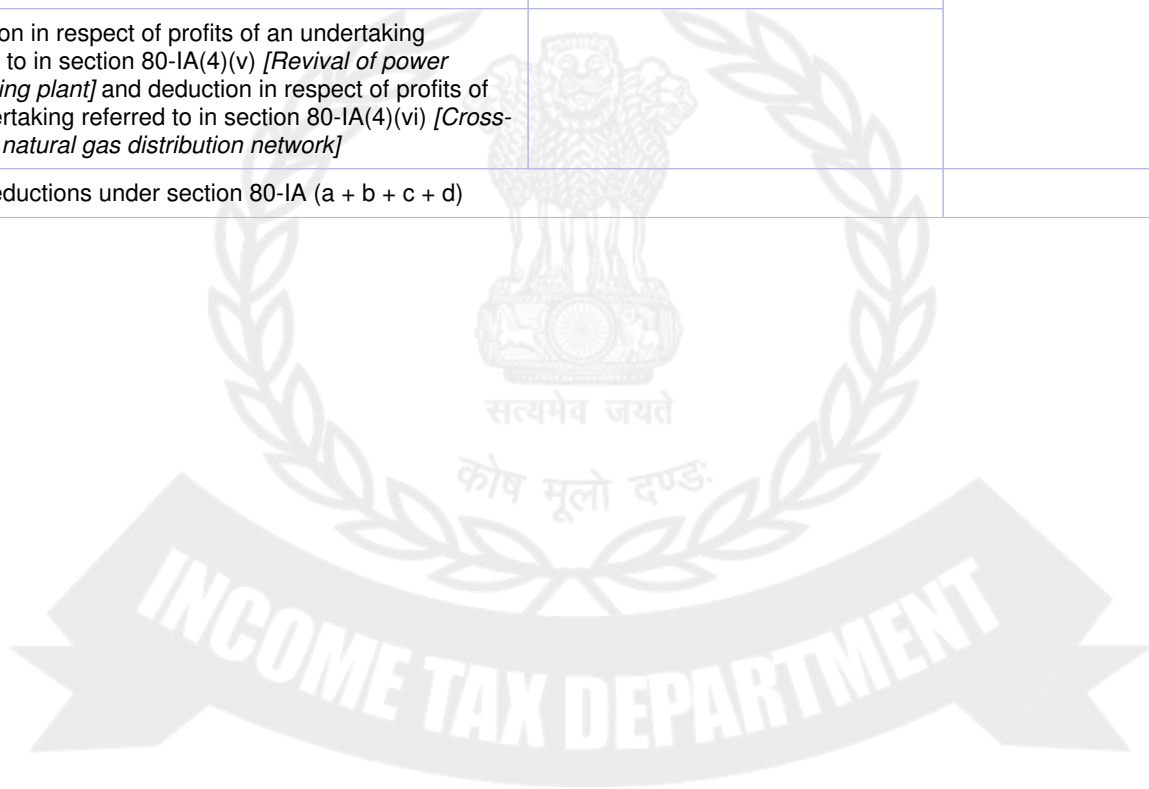 on in respect of profits of an undertaking
to in section 80-IA(4)(v) [Revival of power
ing plant] and deduction in respect of profits of
ertaking referred to in section 80-IA(4)(vi) [Cross-
natural gas distribution network]
eductions under section 80-IA (a + b + c + d)
सत्यमेव जयते
कोष मूलो दण्डः
INCOME TAX DEPARTMENT